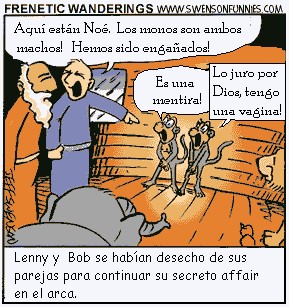 FRENETIC WANDERINGS WWW.SWENSONFUNNIES.COM
Aquí están Noé. Los monos son ambos
machos! Hemos sido engañados!
Es una
mentira!
Lo juro por
Dios, tengo
una vagina!
Lenny y Bob se habían desecho de sus
parejas para continuar su secreto affair
en el arca.